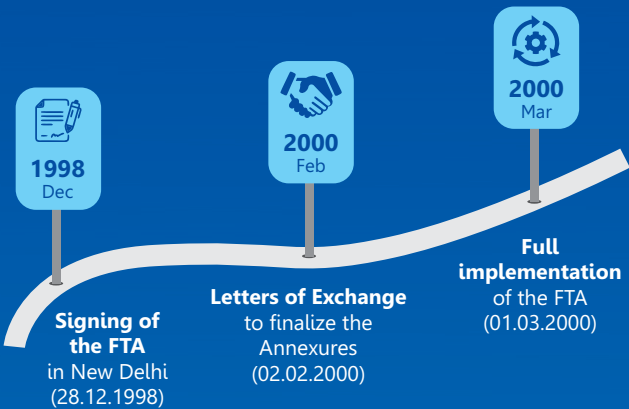 1998
Dec
Signing of
the FTA
in New Delhi
(28.12.1998)
2000
Feb
Letters of Exchange
to finalize the
Annexures
(02.02.2000)
2000
Mar
Full
implementation
of the FTA
(01.03.2000)